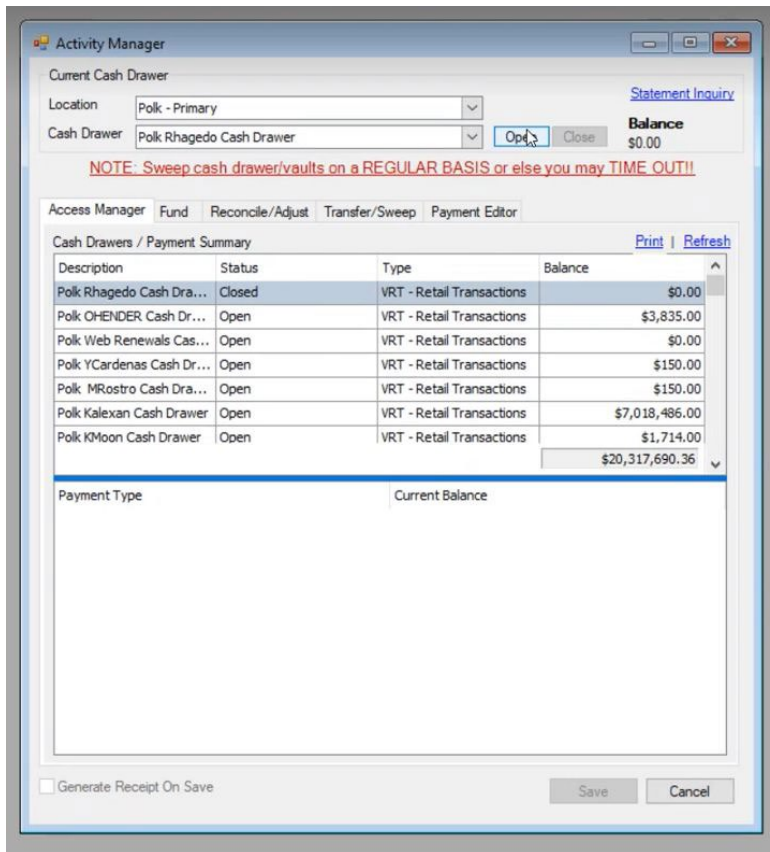 Activity Manager
Current Cash Drawer
Location Polk - Primary
Statement Inquiry
Cash Drawer Polk Rhagedo Cash Drawer Open Close
Balance
$0.00
NOTE: Sweep cash drawer/vaults on a REGULAR BASIS or else you may TIME OUT!!
Access Manager Fund Reconcile/Adjust Transfer/Sweep Payment Editor
Cash Drawers / Payment Summary Print | Refresh
Description Status Type Balance
Polk Rhagedo Cash Dra... Closed VRT - Retail Transactions $0.00
Polk OHENDER Cash Dr... Open VRT - Retail Transactions $3,835.00
Polk Web Renewals Cas... Open VRT - Retail Transactions $0.00
Polk YCardenas Cash Dr... Open VRT - Retail Transactions $150.00
Polk MRostro Cash Dra... Open VRT - Retail Transactions $150.00
Polk Kalexan Cash Drawer Open VRT - Retail Transactions $7,018,486.00
Polk KMoon Cash Drawer Open VRT - Retail Transactions $1,714.00
$20,317,690.36
Payment Type Current Balance
Generate Receipt On Save Save Cancel